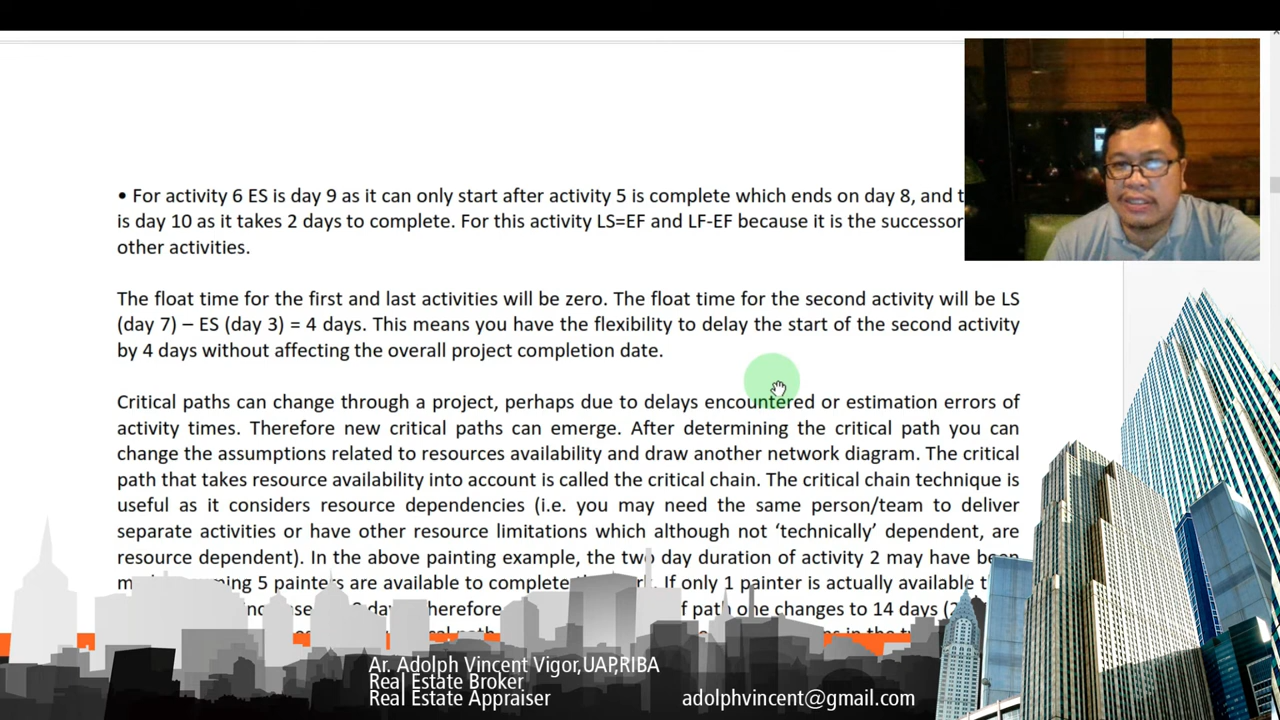 • For activity 6 ES is day 9 as it can only start after activity 5 is complete which ends on day 8, and
is day 10 as it takes 2 days to complete. For this activity LS=EF and LF-EF because it is the successor
other activities.
The float time for the first and last activities will be zero. The float time for the second activity will be LS
(day 7) – ES (day 3) = 4 days. This means you have the flexibility to delay the start of the second activity
by 4 days without affecting the overall project completion date.
Critical paths can change through a project, perhaps due to delays encountered or estimation errors of
activity times. Therefore new critical paths can emerge. After determining the critical path you can
change the assumptions related to resources availability and draw another network diagram. The critical
path that takes resource availability into account is called the critical chain. The critical chain technique is
useful as it considers resource dependencies (i.e. you may need the same person/team to deliver
separate activities or have other resource limitations which although not ‘technically’ dependent, are
resource dependent). In the above painting example, the two day duration of activity 2 may have been
5 painters are available to complete If only 1 painter is actually available
path one changes to 14 days
Ar. Adolph Vincent Vigor,UAP,RIBA
Real Estate Broker
Real Estate Appraiser adolphvincent@gmail.com